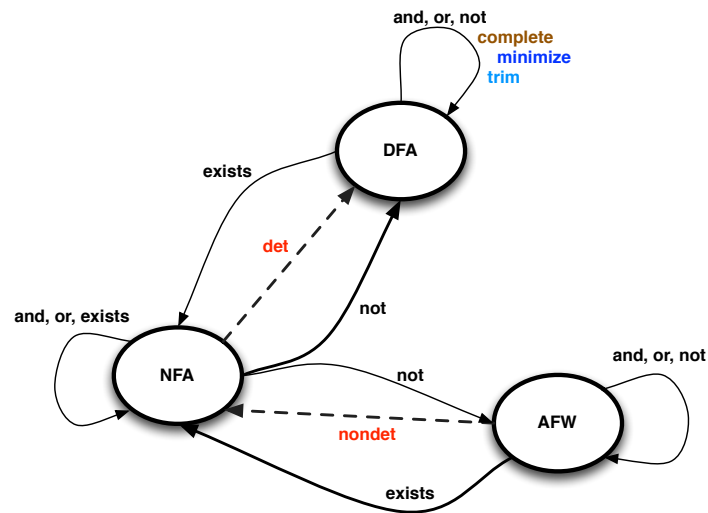 and, or, not
complete
minimize
trim
DFA
exists
det
not
and, or, exists
NFA
not
and, or, not
AFW
nondet
exists